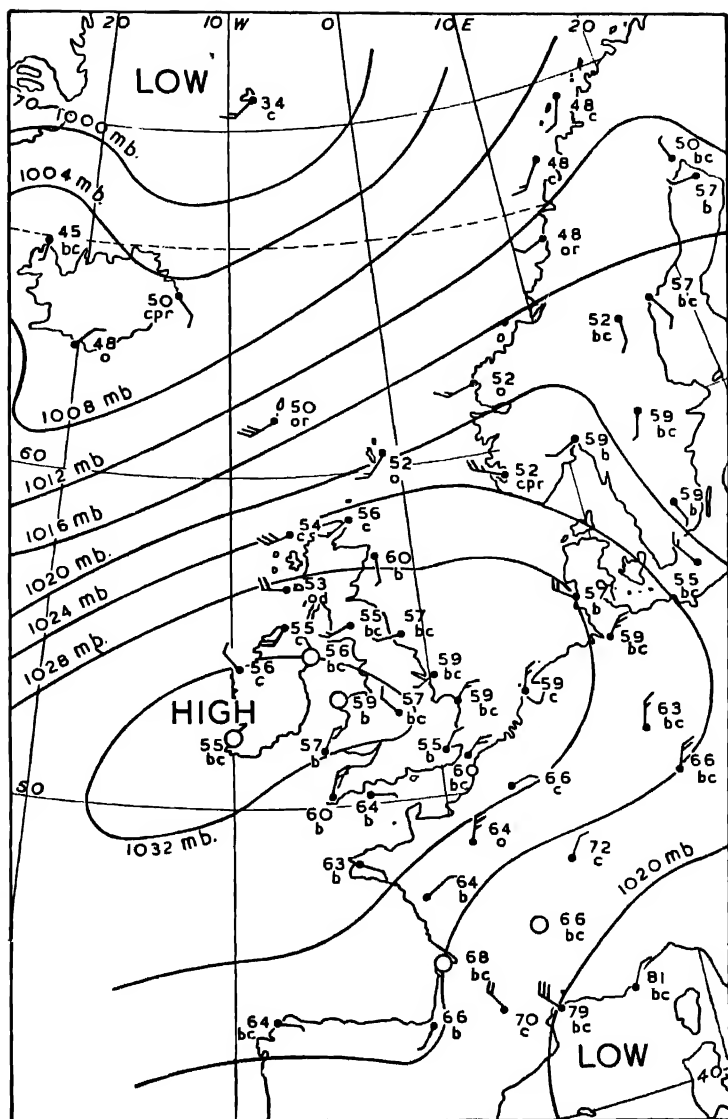 20 10 W 0 10 E 20
LOW
34
c
48
c
70
1000 mb.
50
bc
48
c
57
b
1004 mb.
45
bc
48
or
50
cpr
57
bc
52
bc
48
o
52
o
1008 mb.
50
or
59
bc
59
b
60
52
o
52
cpr
1012 mb
59
b
1016 mb
54
c
56
c
1020 mb.
60
b
55
bc
1024 mb
53
od
57
b
1028 mb.
55
55
bc
57
bc
59
bc
56
bc
56
c
59
bc
59
c
HIGH
59
b
57
bc
59
bc
63
bc
55
bc
57
b
55
b
66
bc
60
bc
50
60
b
64
b
66
c
1032 mb.
64
o
72
c
1020 mb
63
b
64
b
66
bc
68
bc
81
bc
64
bc
66
b
70
c
79
bc
LOW
40